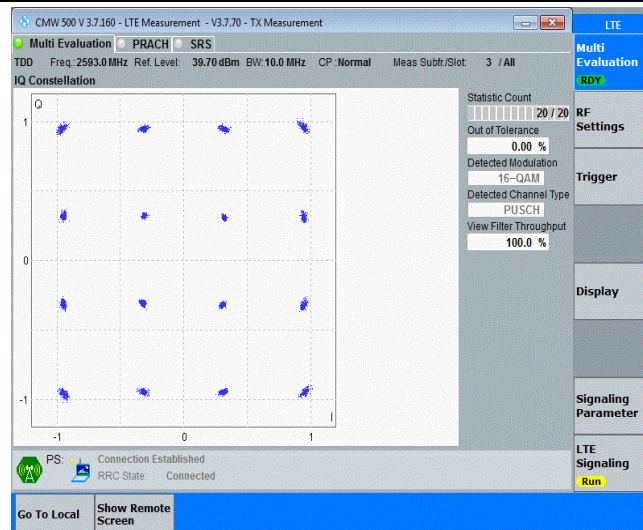 CMW 500 V 3.7.160 - LTE Measurement - V3.7.70 - TX Measurement
LTE
Multi Evaluation PRACH SRS
Multi
Evaluation
RDY
TDD Freq.:2593.0 MHz Ref. Level: 39.70 dBm BW:10.0 MHz CP :Normal Meas Subfr./Slot: 3 / All
IQ Constellation
Q
1
0
-1
-1 0 1
I
Statistic Count
20 / 20
Out of Tolerance
0.00 %
Detected Modulation
16-QAM
Detected Channel Type
PUSCH
View Filter Throughput
100.0 %
RF
Settings
Trigger
Display
Signaling
Parameter
LTE
Signaling
Run
PS: Connection Established
RRC State: Connected
Go To Local
Show Remote
Screen